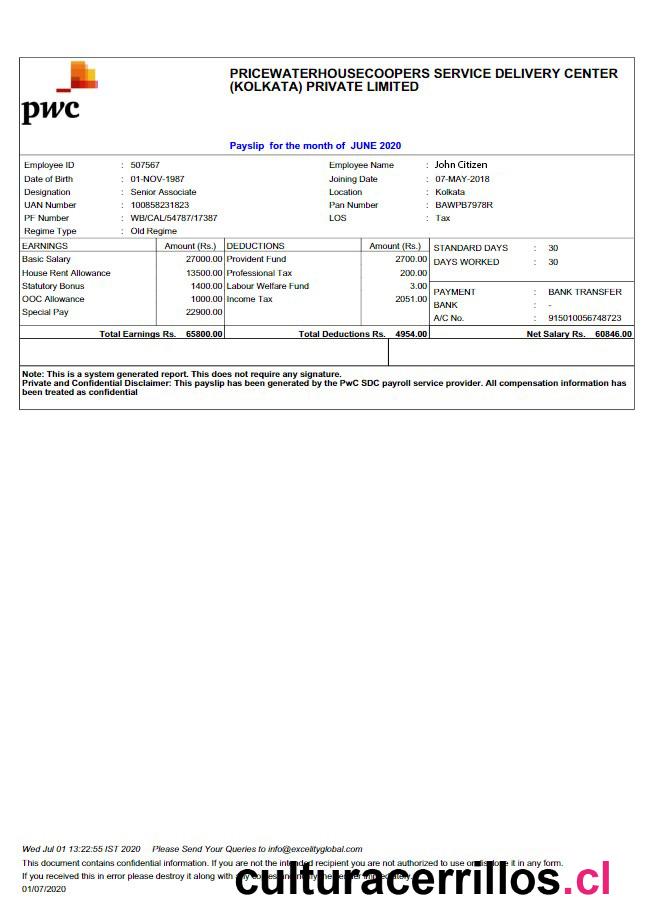 pwc
PRICEWATERHOUSECOOPERS SERVICE DELIVERY CENTER
(KOLKATA) PRIVATE LIMITED
Payslip for the month of JUNE 2020
Employee ID : 507567 Employee Name : John Citizen
Date of Birth : 01-NOV-1987 Joining Date : 07-MAY-2018
Designation : Senior Associate Location : Kolkata
UAN Number : 100858231823 Pan Number : BAWPB7978R
PF Number : WB/CAL/54787/17387 LOS : Tax
Regime Type : Old Regime
EARNINGS Amount (Rs.) DEDUCTIONS Amount (Rs.) STANDARD DAYS : 30
Basic Salary 27000.00 Provident Fund 2700.00 DAYS WORKED : 30
House Rent Allowance 13500.00 Professional Tax 200.00
Statutory Bonus 1400.00 Labour Welfare Fund 3.00 PAYMENT : BANK TRANSFER
OOC Allowance 1000.00 Income Tax 2051.00 BANK : -
Special Pay 22900.00 A/C No. : 915010056748723
Total Earnings Rs. 65800.00 Total Deductions Rs. 4954.00 Net Salary Rs. 60846.00
Note: This is a system generated report. This does not require any signature.
Private and Confidential Disclaimer: This payslip has been generated by the PwC SDC payroll service provider. All compensation information has
been treated as confidential
Wed Jul 01 13:22:55 IST 2020 Please Send Your Queries to info@excelityglobal.com
This document contains confidential information. If you are not the intended recipient you are not authorized to use or disclose it in any form.
If you received this in error please destroy it along with any copies and notify the sender immediately.
01/07/2020
culturacerrillos.cl